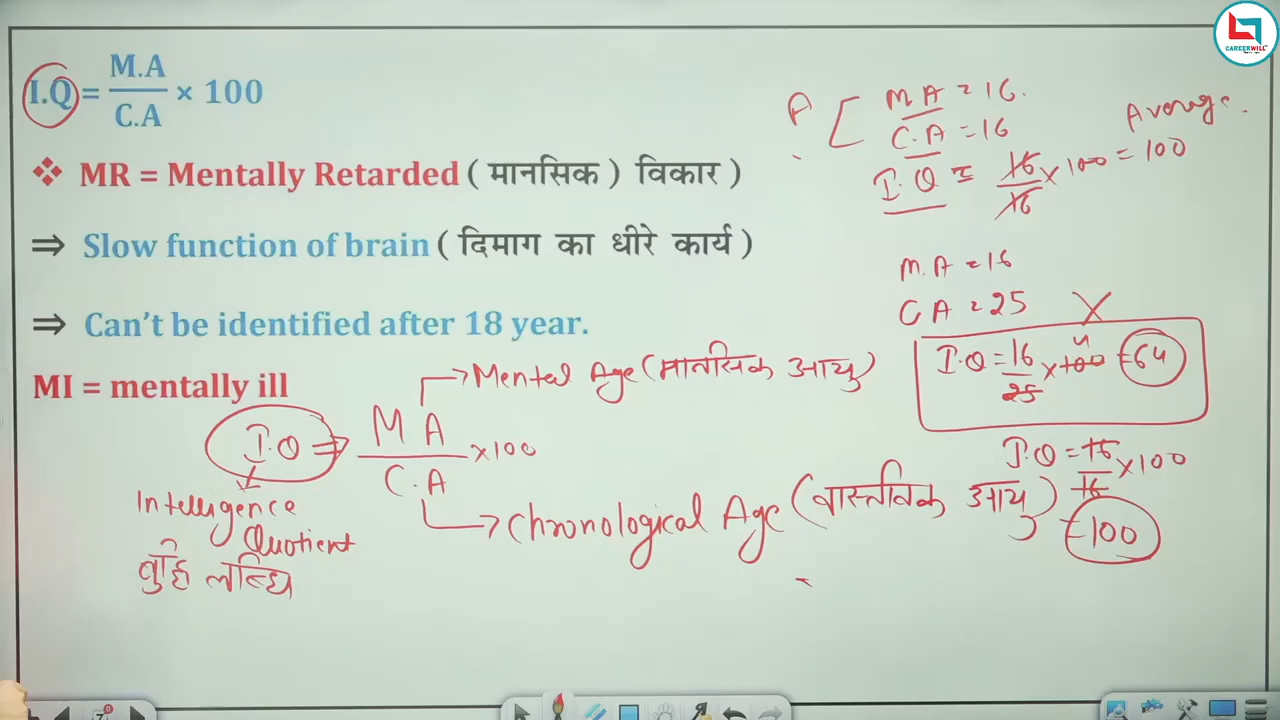 CAREERWILL
I.Q = M.A / C.A × 100
❖ MR = Mentally Retarded ( मानसिक ) विकार )
⇒ Slow function of brain ( दिमाग का धीरे कार्य )
⇒ Can't be identified after 18 year.
MI = mentally ill
→ Mental Age (मानसिक आयु)
I.Q ⇒ M A / C.A × 100
→ Chronological Age (वास्तविक आयु)
Intelligence
Quotient
बुद्धि लब्धि
A [ M A = 16.
C.A = 16
Average.
I.Q = 16/16 × 100 = 100
M.A = 16
C A = 25 X
I.Q = 16/25 × 100 4 = 64
I.Q = 16/16 × 100
= 100